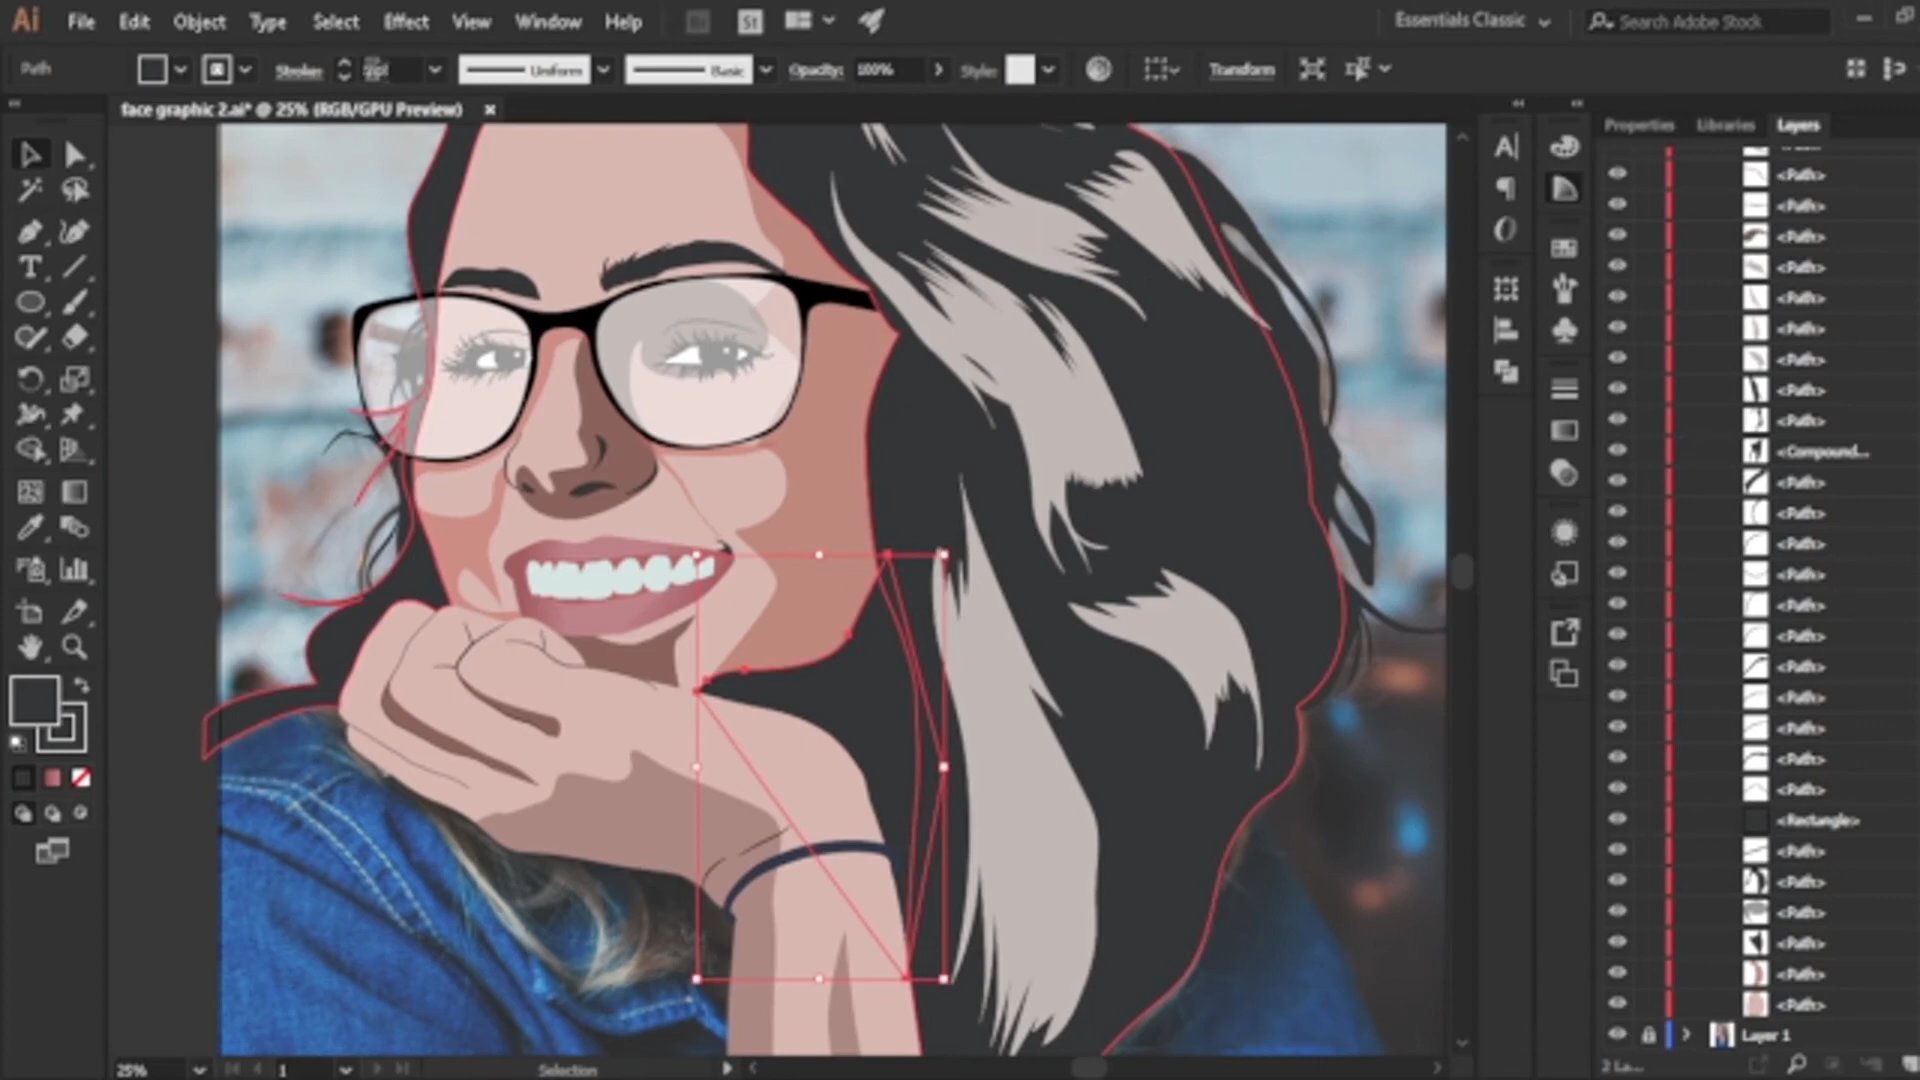 Ai File Edit Object Type Select Effect View Window Help Br St Essentials Classic Search Adobe Stock
Path Stroke: Uniform Basic Opacity: 100% Style: Transform
face graphic 2.ai* @ 25% (RGB/GPU Preview) ×
Properties Libraries Layers
<Path>
<Path>
<Path>
<Path>
<Path>
<Path>
<Path>
<Path>
<Path>
<Compound...
<Path>
<Path>
<Path>
<Path>
<Path>
<Path>
<Path>
<Path>
<Path>
<Path>
<Path>
<Rectangle>
<Path>
<Path>
<Path>
<Path>
<Path>
<Path>
Layer 1
25% 1 Selection 2 La...